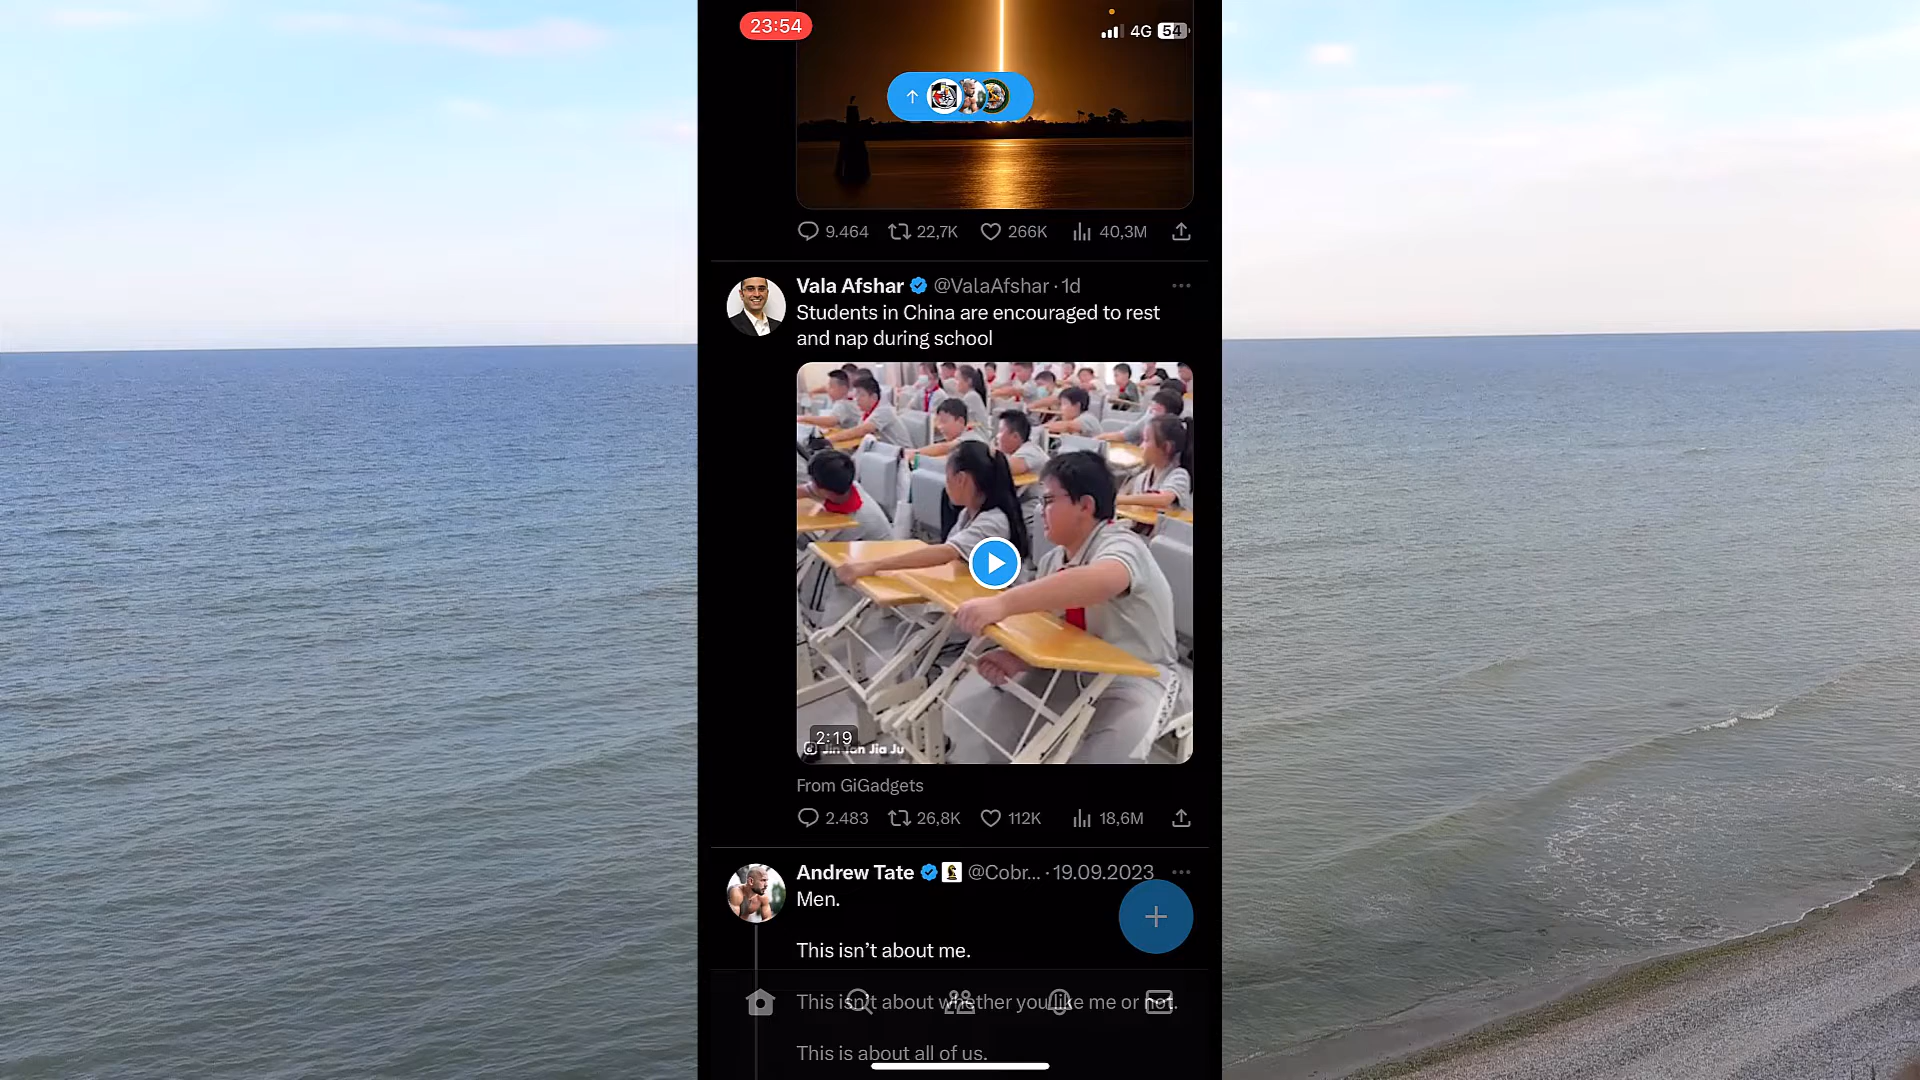 23:54
4G 54
9.464 22,7K 266K 40,3M
Vala Afshar @ValaAfshar · 1d
Students in China are encouraged to rest
and nap during school
2:19
Jia Ju
From GiGadgets
2.483 26,8K 112K 18,6M
Andrew Tate @Cobr... · 19.09.2023
Men.
This isn’t about me.
This isn’t about whether you like me or not.
This is about all of us.